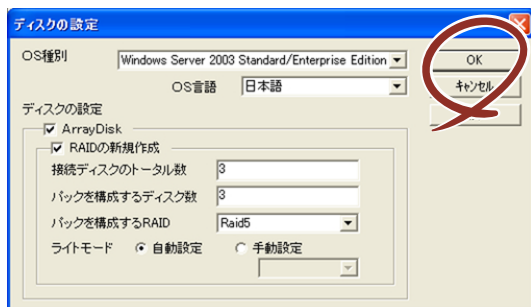 ディスクの設定
OS種別
Windows Server 2003 Standard/Enterprise Edition
OK
OS言語
日本語
キャンセル
ディスクの設定
ArrayDisk
RAIDの新規作成
接続ディスクのトータル数
3
パックを構成するディスク数
3
パックを構成するRAID
Raid5
ライトモード
自動設定
手動設定